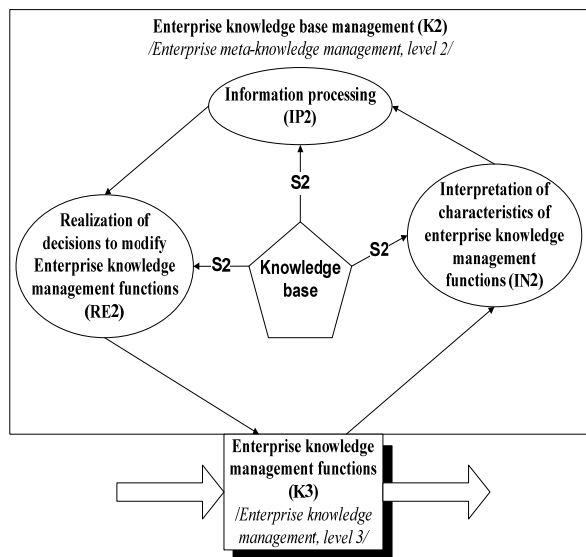 Enterprise knowledge base management (K2)
/Enterprise meta-knowledge management, level 2/
Information processing
(IP2)
S2
Interpretation of
characteristics of
enterprise knowledge
management
functions (IN2)
Realization of
decisions to modify
Enterprise knowledge
management functions
(RE2)
S2
S2
Knowledge
base
Enterprise knowledge
management functions
(K3)
/Enterprise knowledge
management, level 3/